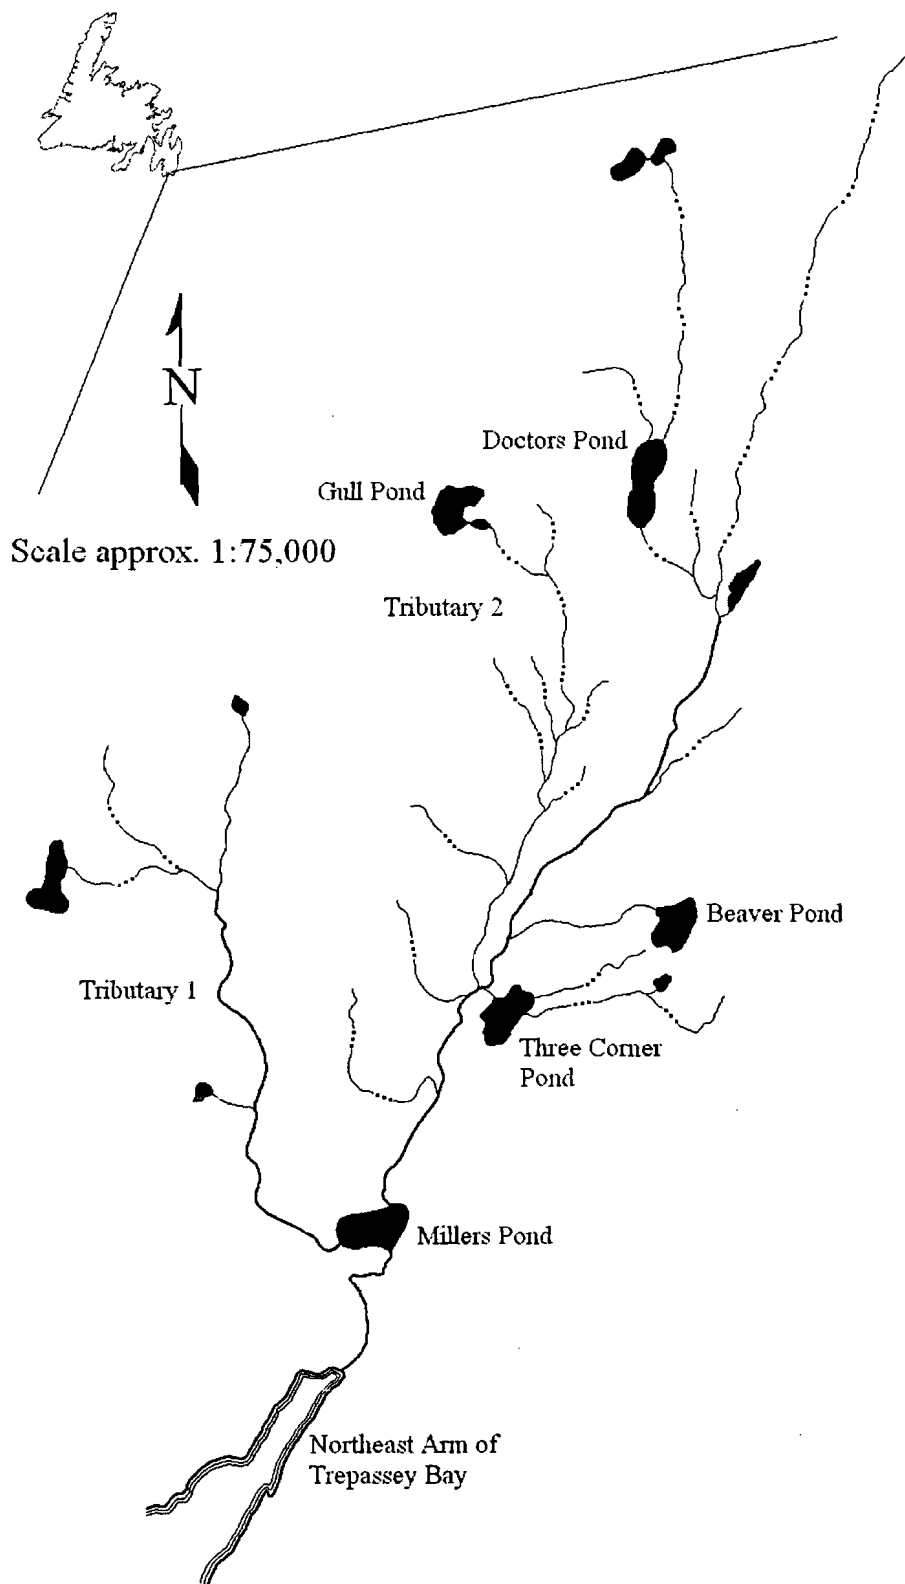 N
Doctors Pond
Gull Pond
Scale approx. 1:75,000
Tributary 2
Beaver Pond
Tributary 1
Three Corner
Pond
Millers Pond
Northeast Arm of
Trepassey Bay